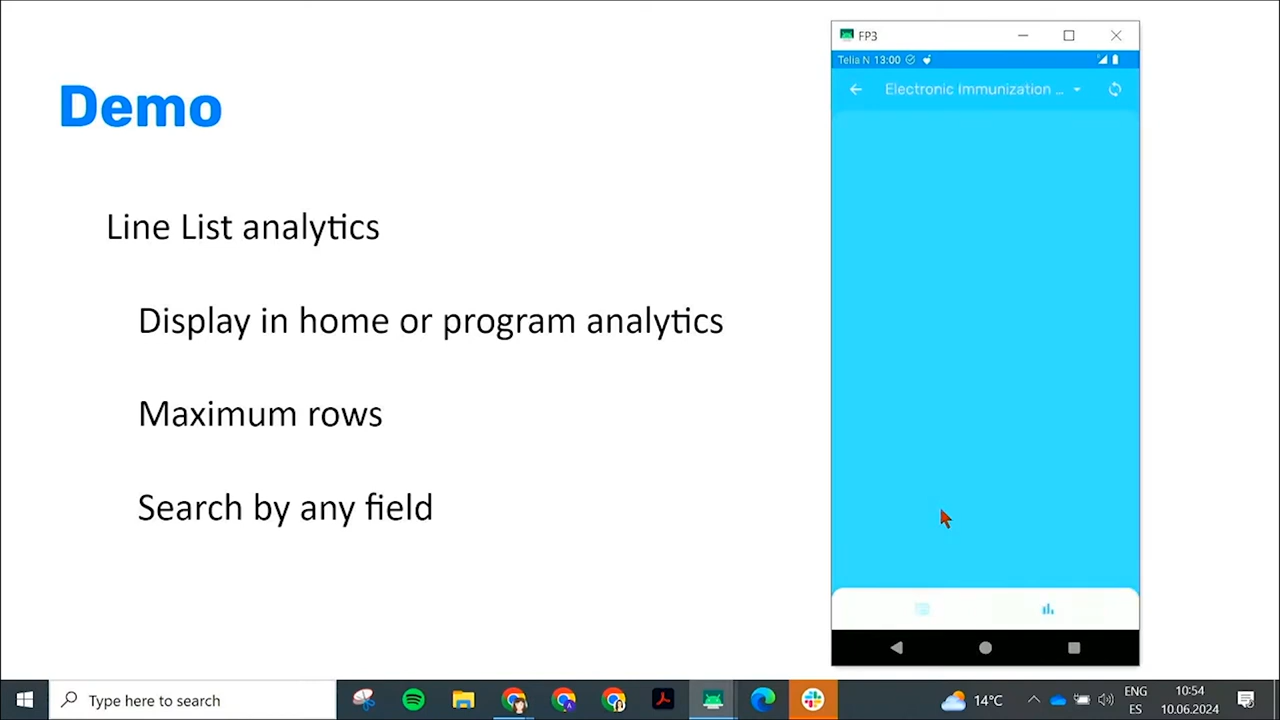 Demo
Line List analytics
Display in home or program analytics
Maximum rows
Search by any field
FP3
Telia N 13:00
Electronic Immunization ...
Type here to search
14°C
ENG
ES
10:54
10.06.2024